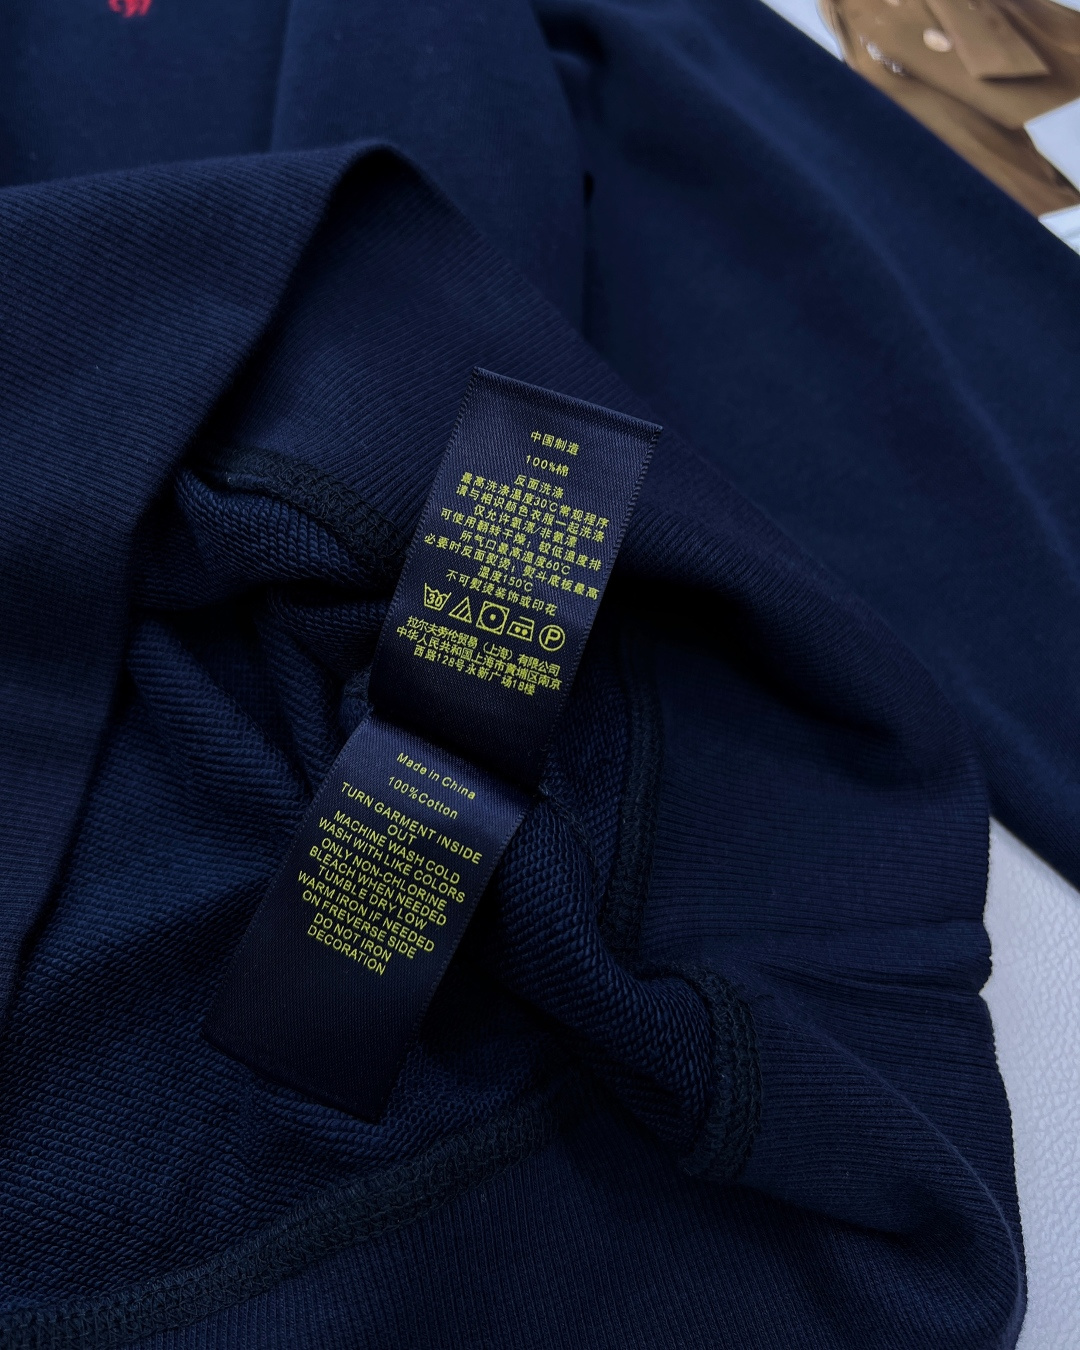 中国制造
100%棉
反面洗涤
最高洗涤温度30℃常规程序
请与相识颜色衣服一起洗涤
仅允许氧漂/非氯漂
可使用翻转干燥；较低温度排
所气口最高温度60℃
必要时反面熨烫；熨斗底板最高
温度150℃
不可熨烫装饰或印花
30 P
拉尔夫劳伦贸易（上海）有限公司
中华人民共和国上海市黄埔区南京
西路128号永新广场18楼
Made in China
100%Cotton
TURN GARMENT INSIDE
OUT
MACHINE WASH COLD
WASH WITH LIKE COLORS
ONLY NON-CHLORINE
BLEACH WHEN NEEDED
TUMBLE DRY LOW
WARM IRON IF NEEDED
ON FREVERSE SIDE
DO NOT IRON
DECORATION